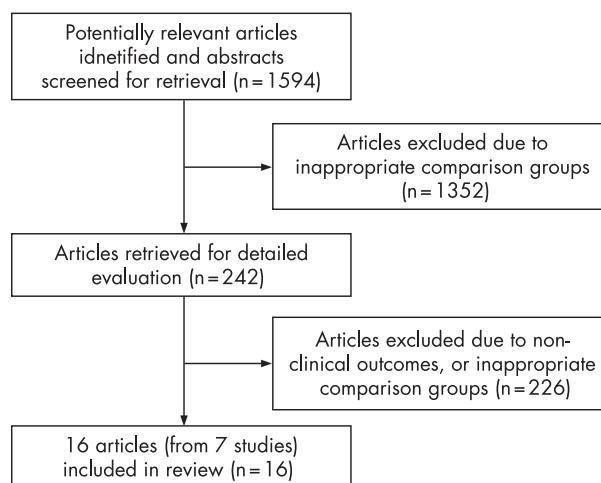 Potentially relevant articles
idnetified and abstracts
screened for retrieval (n = 1594)
Articles excluded due to
inappropriate comparison groups
(n = 1352)
Articles retrieved for detailed
evaluation (n = 242)
Articles excluded due to non-
clinical outcomes, or inappropriate
comparison groups (n = 226)
16 articles (from 7 studies)
included in review (n = 16)